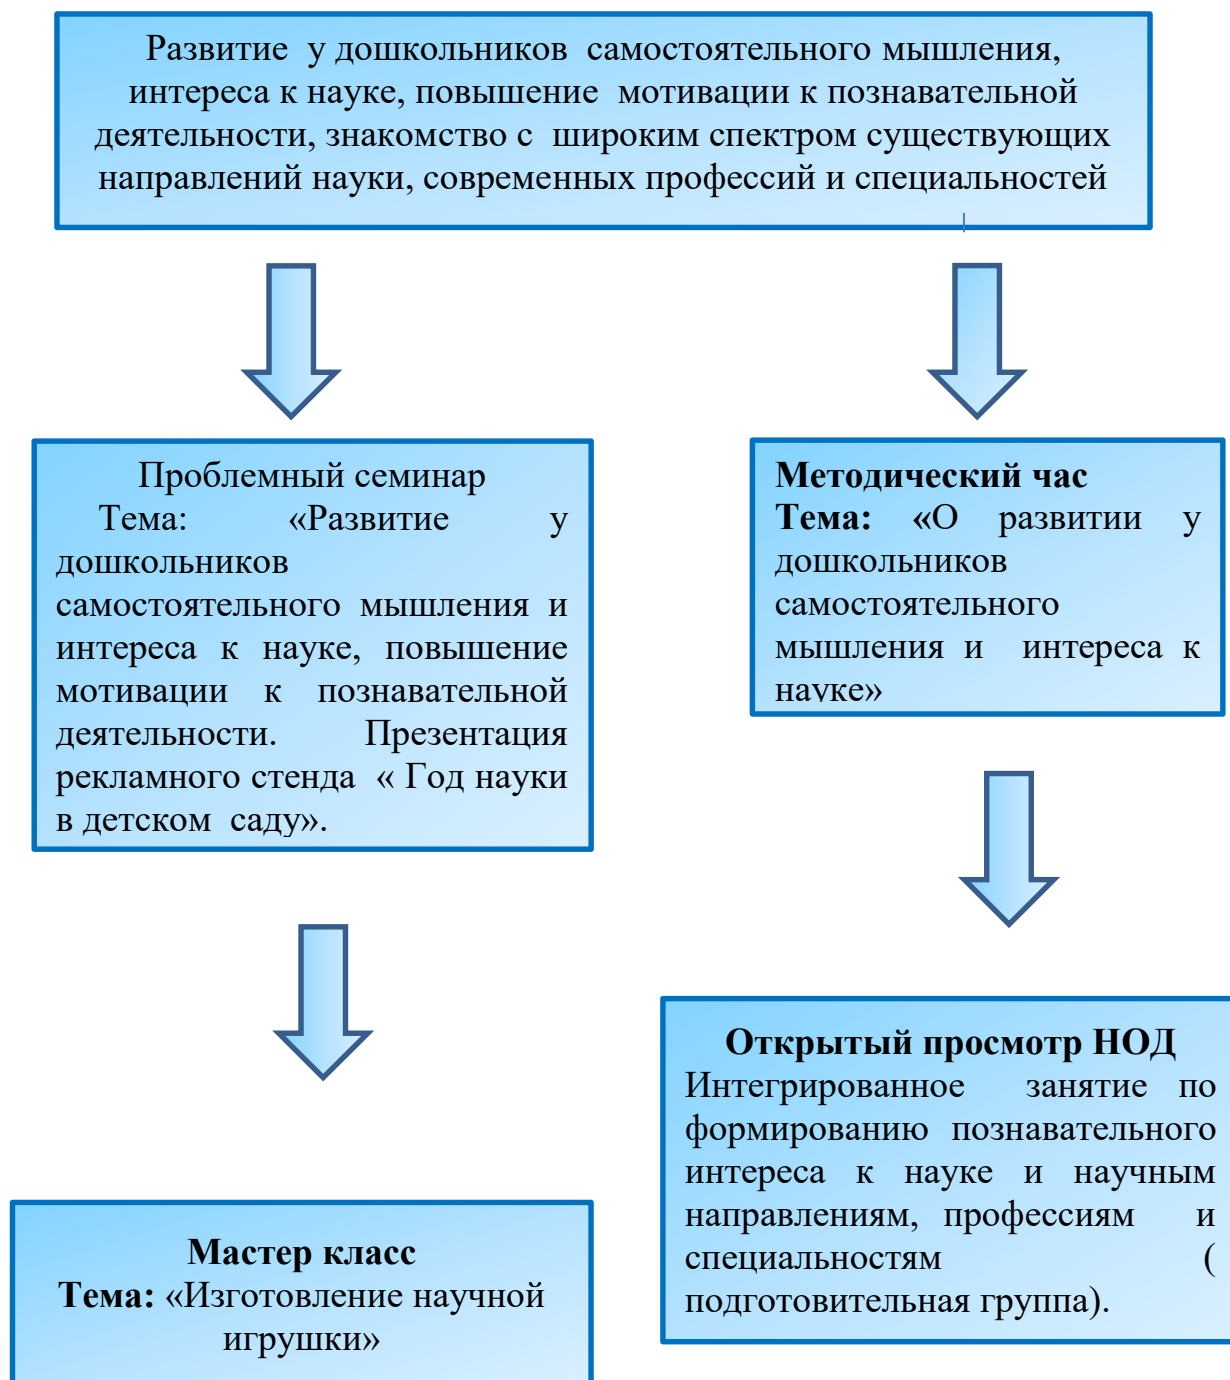 Развитие у дошкольников самостоятельного мышления,
интереса к науке, повышение мотивации к познавательной
деятельности, знакомство с широким спектром существующих
направлений науки, современных профессий и специальностей
Проблемный семинар
Тема: «Развитие у
дошкольников
самостоятельного мышления и
интереса к науке, повышение
мотивации к познавательной
деятельности. Презентация
рекламного стенда « Год науки
в детском саду».
Методический час
Тема: «О развитии у
дошкольников
самостоятельного
мышления и интереса к
науке»
Мастер класс
Тема: «Изготовление научной
игрушки»
Открытый просмотр НОД
Интегрированное занятие по
формированию познавательного
интереса к науке и научным
направлениям, профессиям и
специальностям (
подготовительная группа).